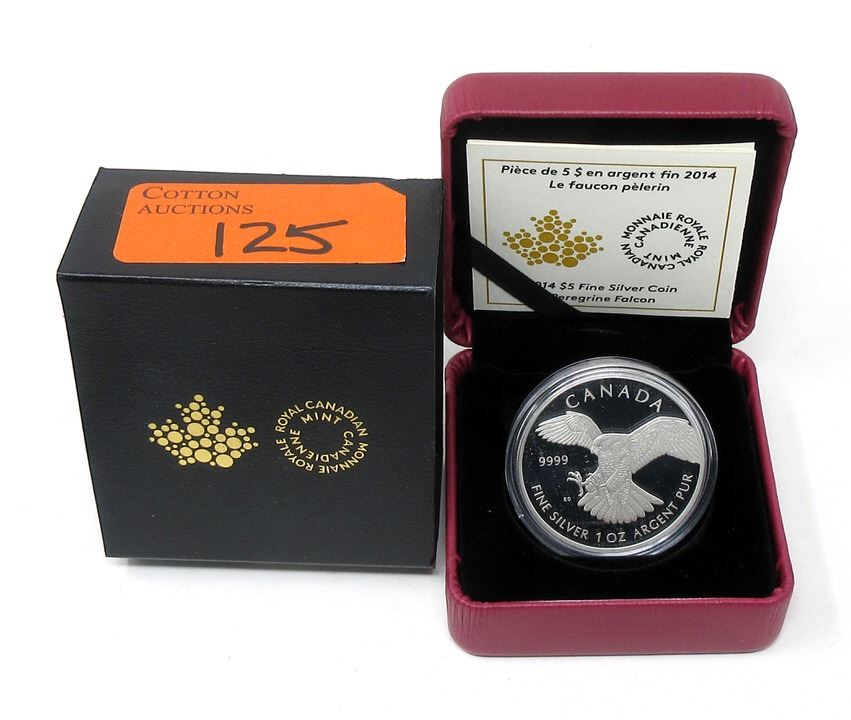 COTTON
AUCTIONS
125
ROYAL CANADIAN MINT
MONNAIE ROYALE CANADIENNE
Pièce de 5 $ en argent fin 2014
Le faucon pèlerin
MONNAIE ROYALE CANADIENNE
ROYAL CANADIAN MINT
014 $5 Fine Silver Coin
Peregrine Falcon
CANADA
9999
ED
FINE SILVER 1 OZ ARGENT PUR